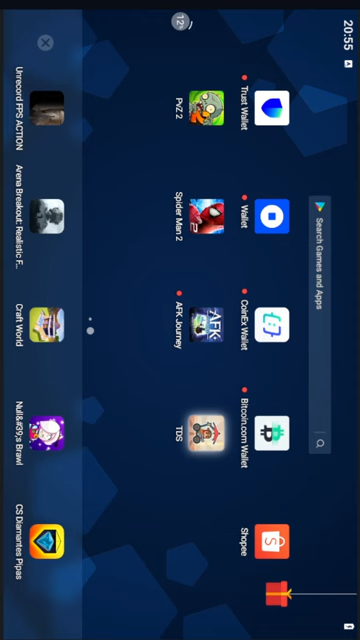 20:55
Search Games and Apps
Trust Wallet
Wallet
CoinEx Wallet
Bitcoin.com Wallet
Shopee
PvZ 2
Spider Man 2
AFK Journey
TDS
12%
Unrecord FPS ACTION
Arena Breakout: Realistic F...
Craft World
Null&#39;s Brawl
CS Diamantes Pipas